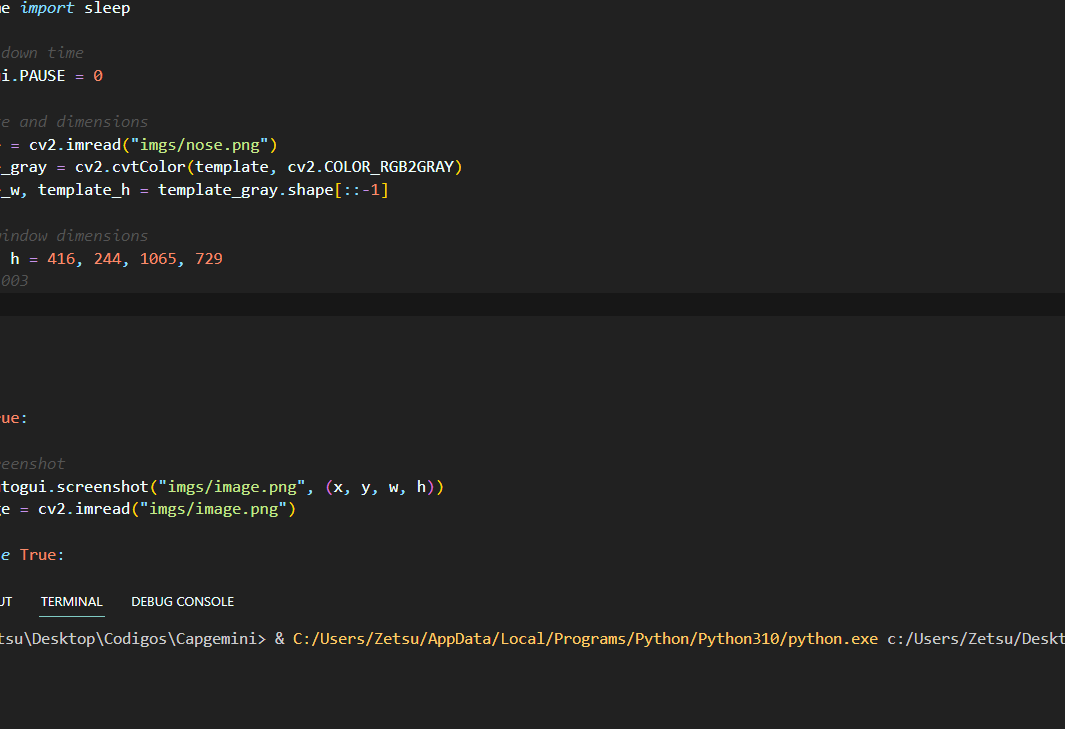 e import sleep
down time
i.PAUSE = 0
e and dimensions
= cv2.imread("imgs/nose.png")
_gray = cv2.cvtColor(template, cv2.COLOR_RGB2GRAY)
_w, template_h = template_gray.shape[::-1]
window dimensions
h = 416, 244, 1065, 729
003
rue:
eenshot
togui.screenshot("imgs/image.png", (x, y, w, h))
ge = cv2.imread("imgs/image.png")
e True:
UT TERMINAL DEBUG CONSOLE
tsu\Desktop\Codigos\Capgemini> & C:/Users/Zetsu/AppData/Local/Programs/Python/Python310/python.exe c:/Users/Zetsu/Deskt